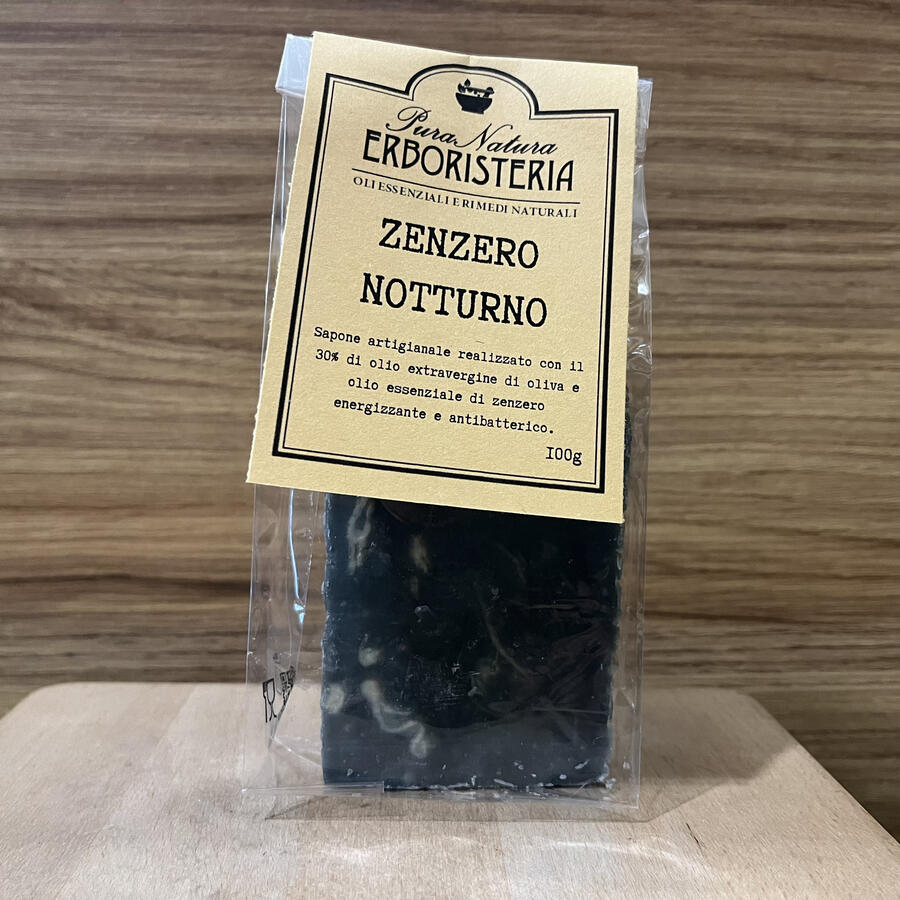 Pura Natura
ERBORISTERIA
OLI ESSENZIALI E RIMEDI NATURALI
ZENZERO
NOTTURNO
Sapone artigianale realizzato con il
30% di olio extravergine di oliva e
olio essenziale di zenzero
energizzante e antibatterico.
100g